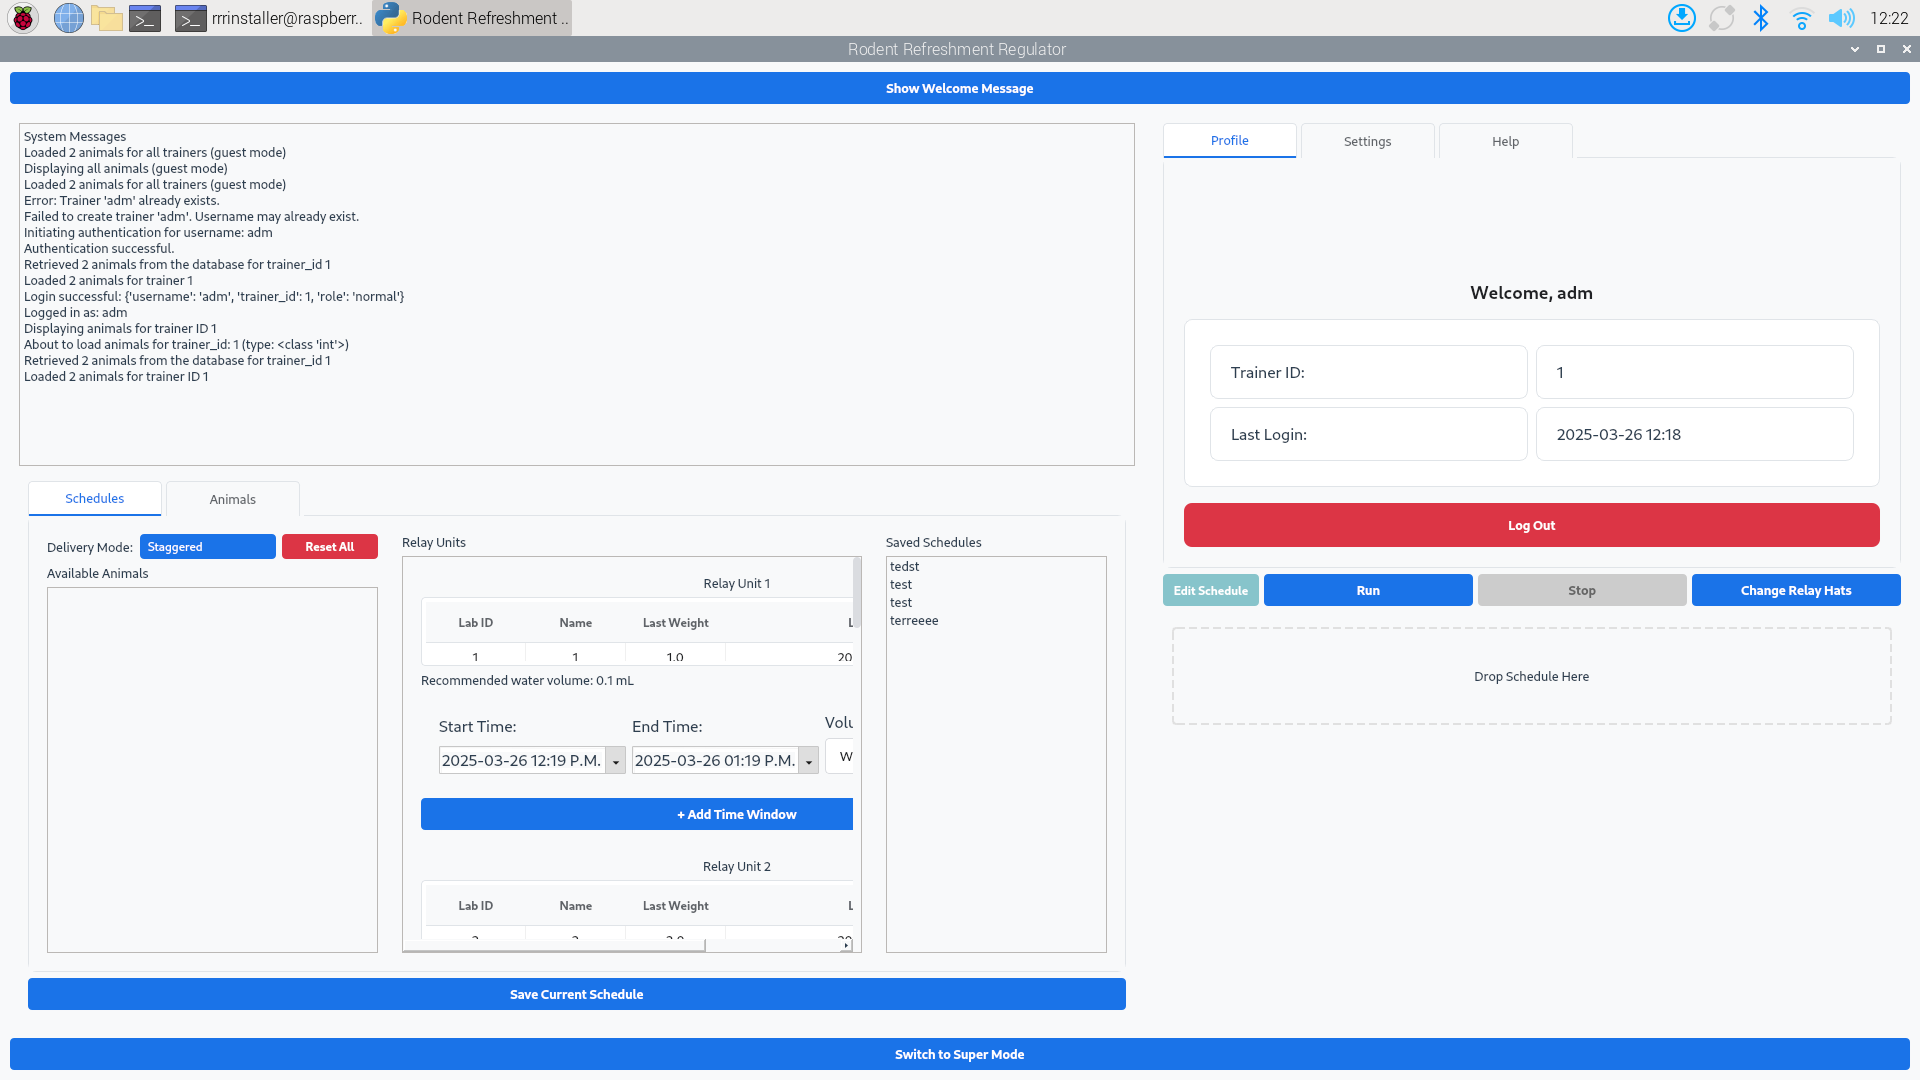 rrrinstaller@raspberr..
Rodent Refreshment ..
12:22
Rodent Refreshment Regulator
Show Welcome Message
System Messages
Loaded 2 animals for all trainers (guest mode)
Displaying all animals (guest mode)
Loaded 2 animals for all trainers (guest mode)
Error: Trainer 'adm' already exists.
Failed to create trainer 'adm'. Username may already exist.
Initiating authentication for username: adm
Authentication successful.
Retrieved 2 animals from the database for trainer_id 1
Loaded 2 animals for trainer 1
Login successful: {'username': 'adm', 'trainer_id': 1, 'role': 'normal'}
Logged in as: adm
Displaying animals for trainer ID 1
About to load animals for trainer_id: 1 (type: <class 'int'>)
Retrieved 2 animals from the database for trainer_id 1
Loaded 2 animals for trainer ID 1
Profile
Settings
Help
Welcome, adm
Trainer ID:
1
Last Login:
2025-03-26 12:18
Log Out
Edit Schedule
Run
Stop
Change Relay Hats
Drop Schedule Here
Schedules
Animals
Delivery Mode:
Staggered
Reset All
Available Animals
Relay Units
Relay Unit 1
Lab ID
Name
Last Weight
1
1
1.0
20
Recommended water volume: 0.1 mL
Start Time:
End Time:
Volu
2025-03-26 12:19 P.M.
2025-03-26 01:19 P.M.
W
+ Add Time Window
Relay Unit 2
Lab ID
Name
Last Weight
Saved Schedules
tedst
test
test
terreeee
Save Current Schedule
Switch to Super Mode